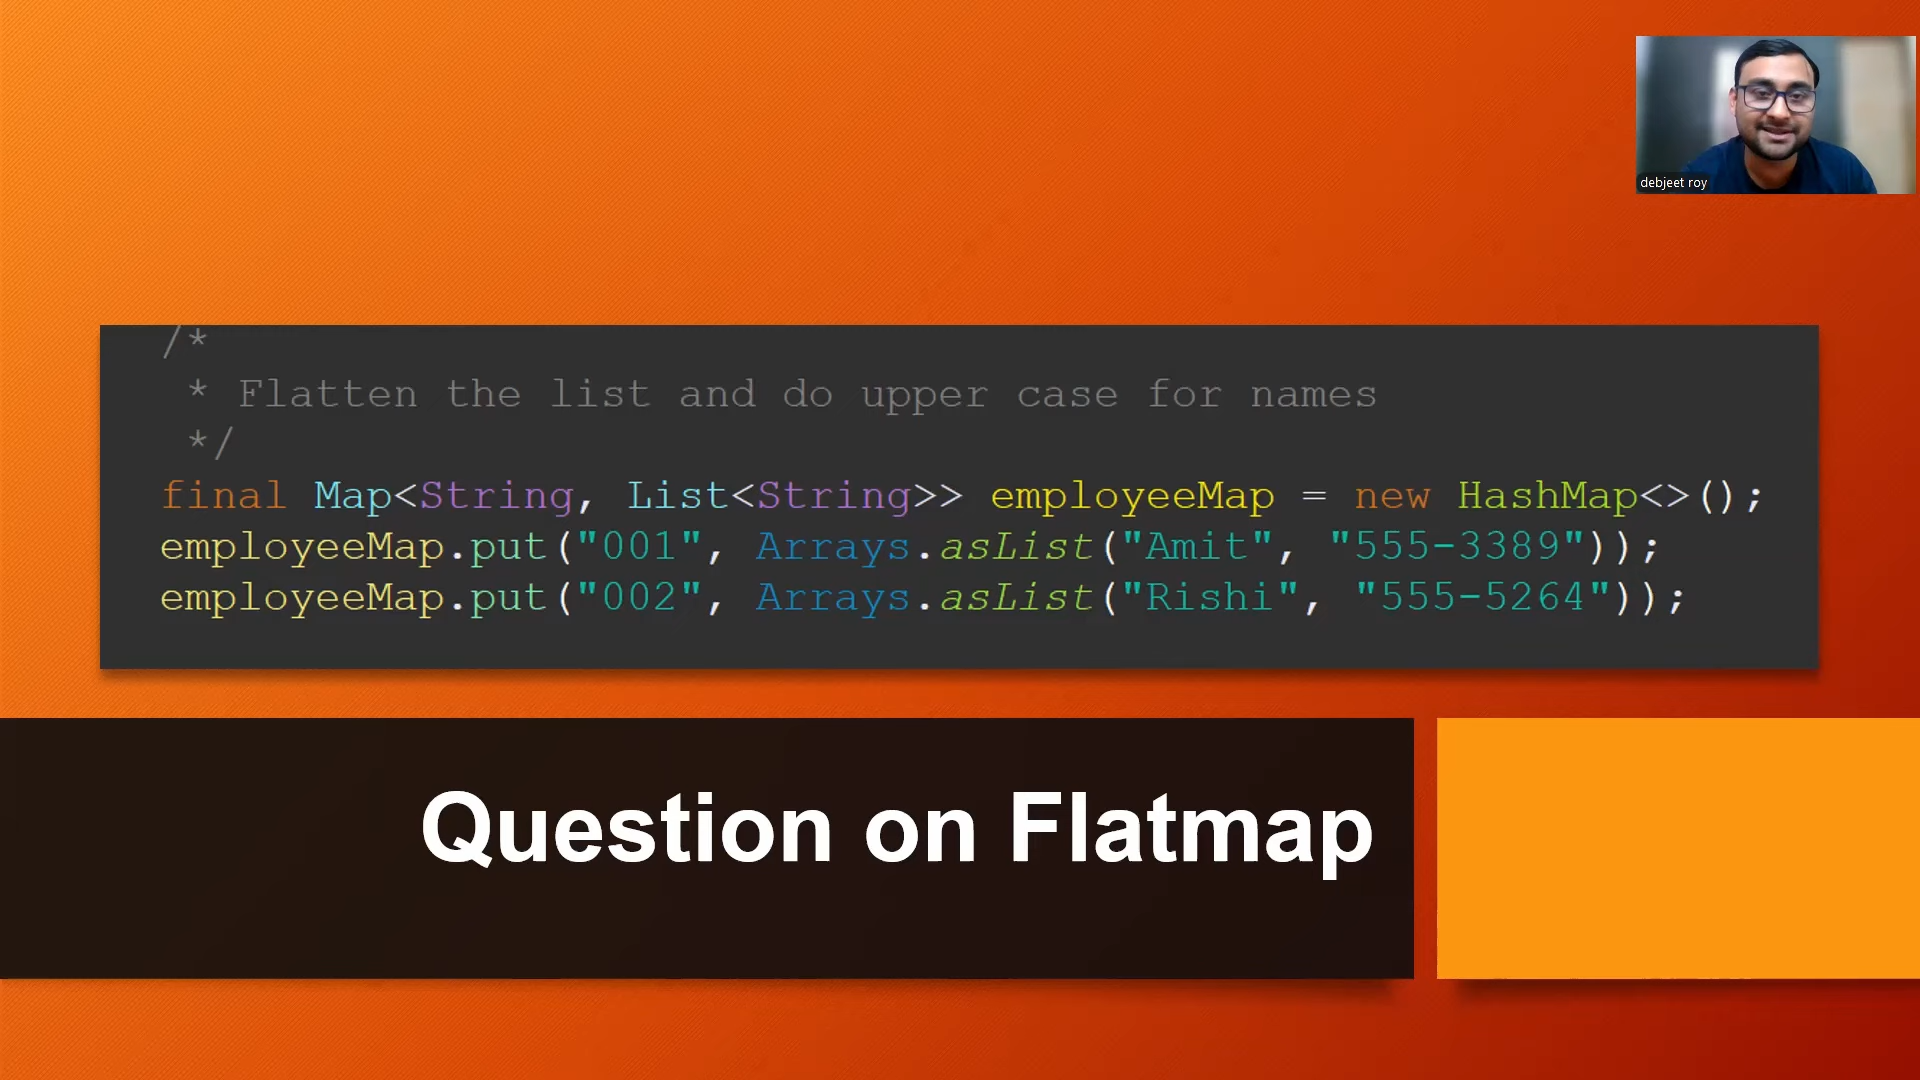 debjeet roy
/*
* Flatten the list and do upper case for names
*/
final Map<String, List<String>> employeeMap = new HashMap<>();
employeeMap.put("001", Arrays.asList("Amit", "555-3389"));
employeeMap.put("002", Arrays.asList("Rishi", "555-5264"));
Question on Flatmap